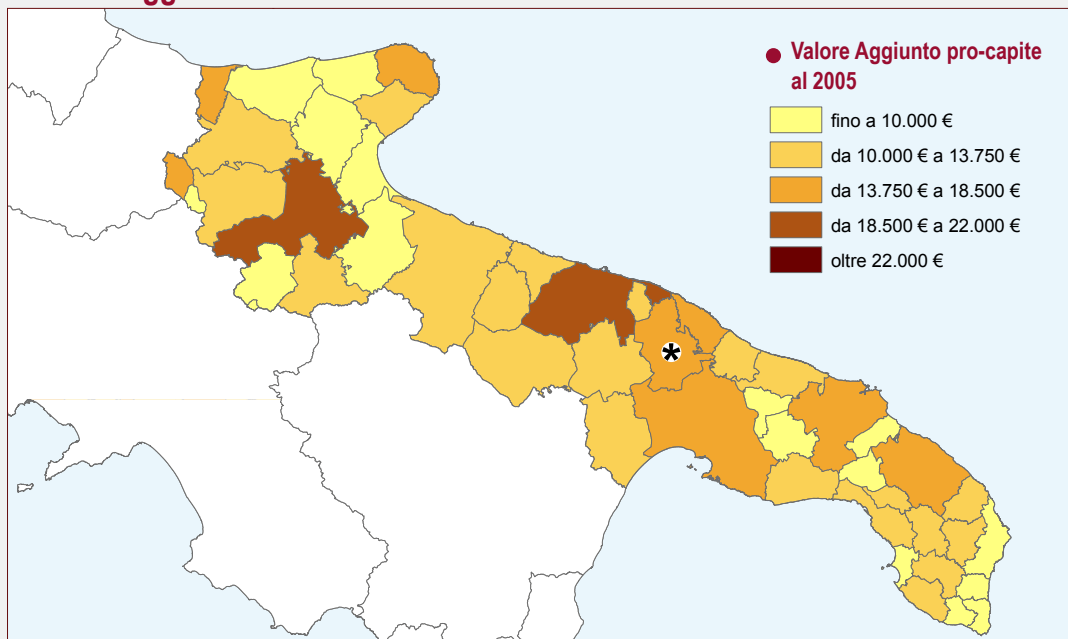 Valore Aggiunto pro-capite
al 2005
fino a 10.000 €
da 10.000 € a 13.750 €
da 13.750 € a 18.500 €
da 18.500 € a 22.000 €
oltre 22.000 €
*